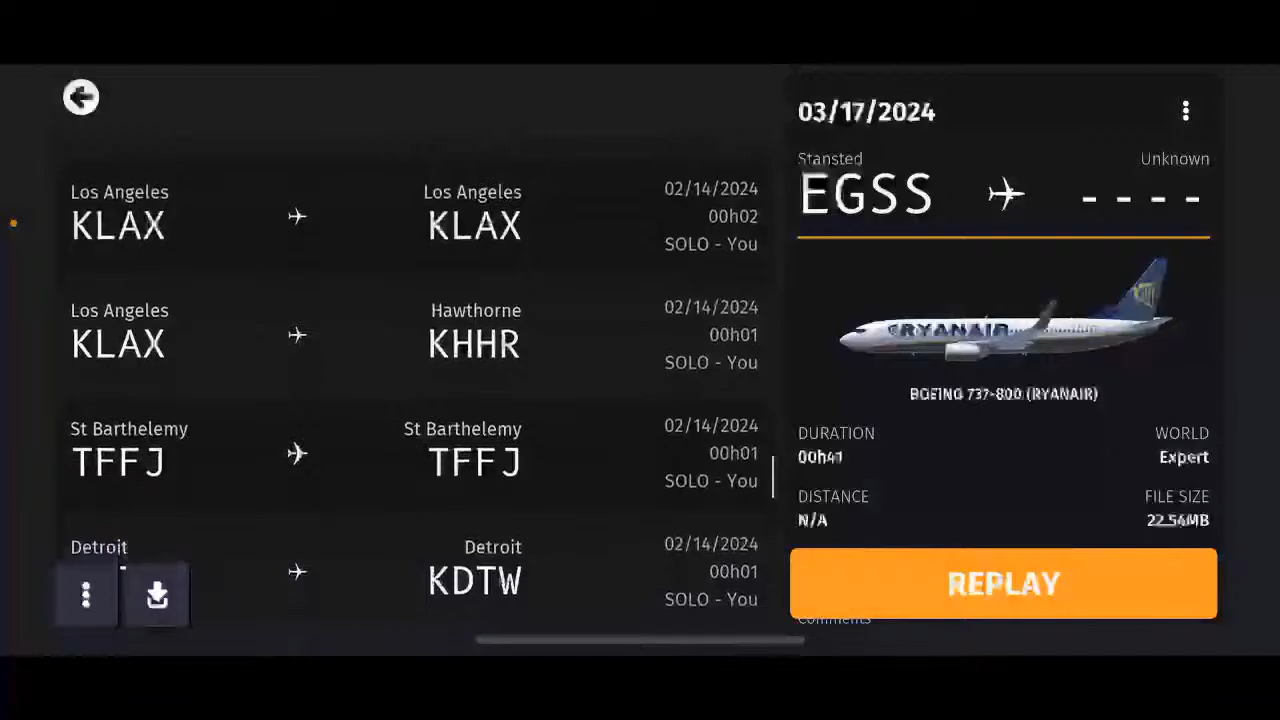 Los Angeles
KLAX
Los Angeles
KLAX
02/14/2024
00h02
SOLO - You
Los Angeles
KLAX
Hawthorne
KHHR
02/14/2024
00h01
SOLO - You
St Barthelemy
TFFJ
St Barthelemy
TFFJ
02/14/2024
00h01
SOLO - You
Detroit
Detroit
KDTW
02/14/2024
00h01
SOLO - You
03/17/2024
Stansted
Unknown
EGSS
----
RYANAIR
BOEING 737-800 (RYANAIR)
DURATION
WORLD
00h41
Expert
DISTANCE
FILE SIZE
N/A
22.54MB
REPLAY
Comments